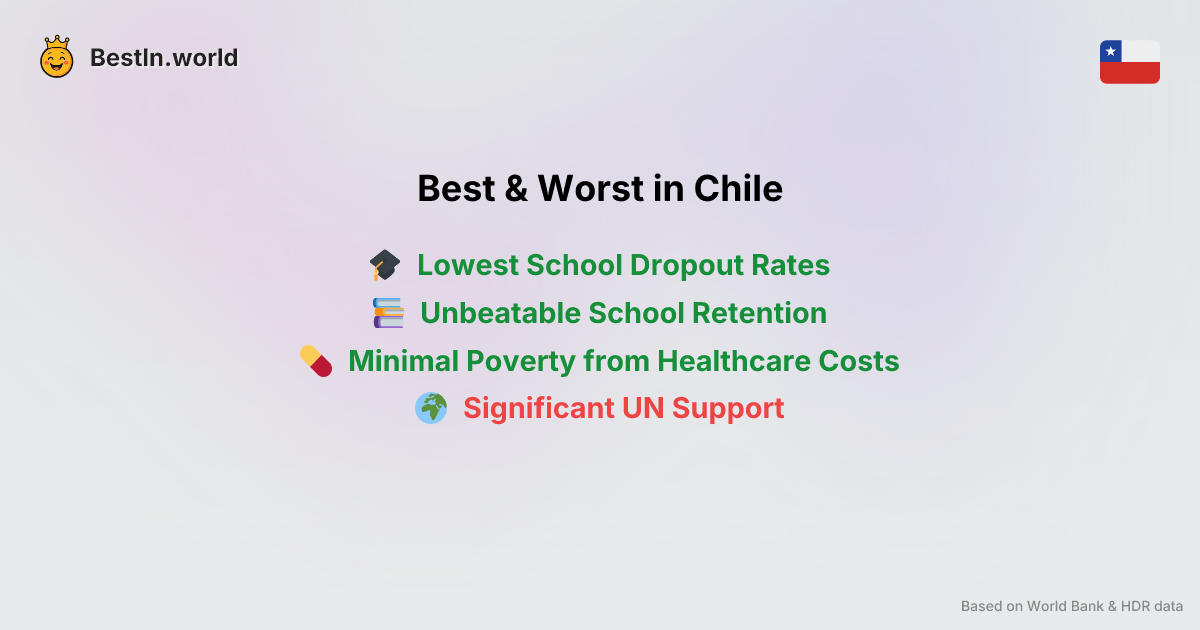 BestIn.world
Best & Worst in Chile
Lowest School Dropout Rates
Unbeatable School Retention
Minimal Poverty from Healthcare Costs
Significant UN Support
Based on World Bank & HDR data